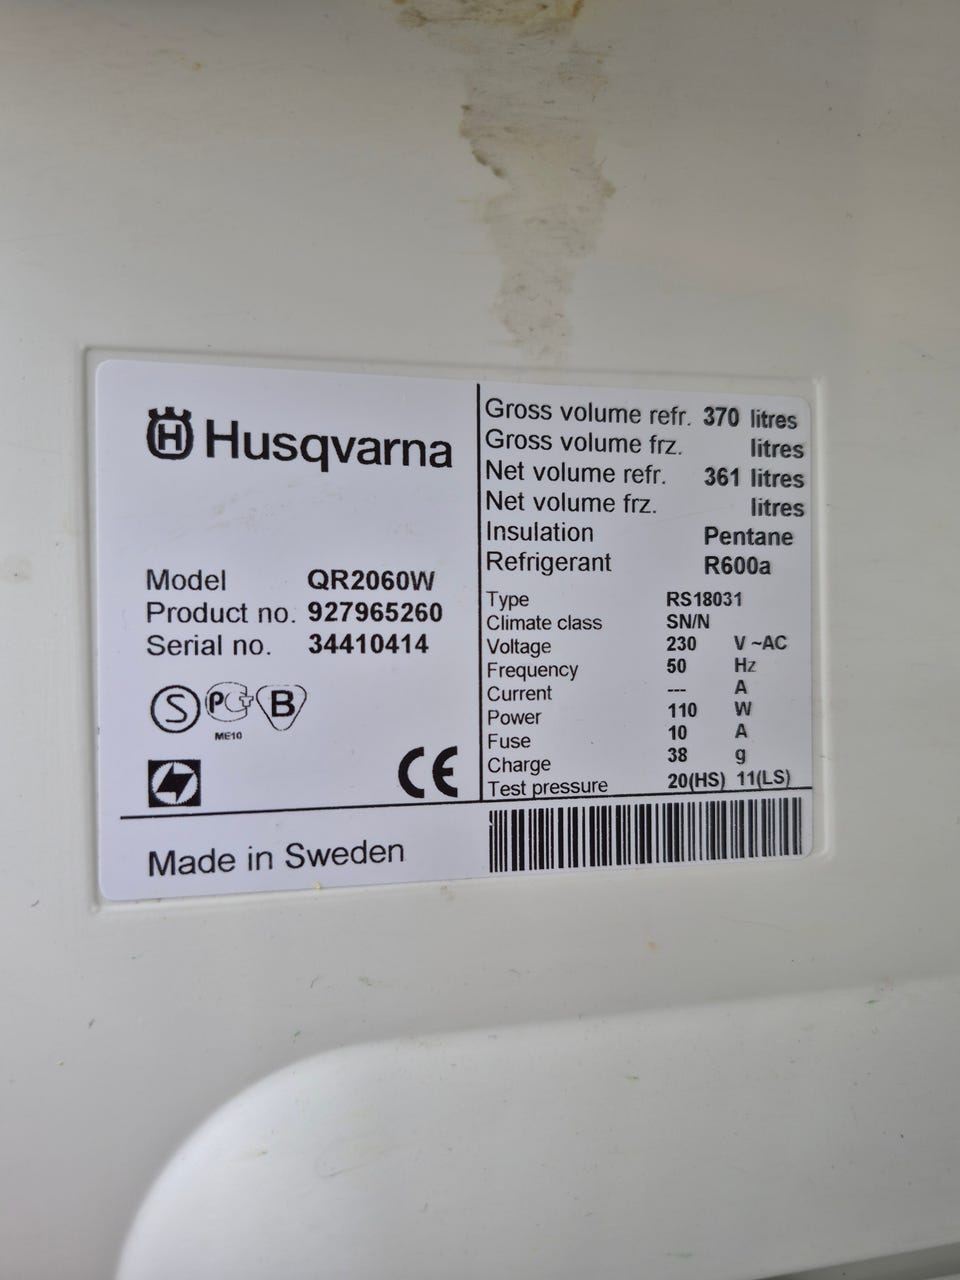 Husqvarna
Model QR2060W
Product no. 927965260
Serial no. 34410414
S PG B
ME10
CE
Made in Sweden
Gross volume refr. 370 litres
Gross volume frz. litres
Net volume refr. 361 litres
Net volume frz. litres
Insulation Pentane
Refrigerant R600a
Type RS18031
Climate class SN/N
Voltage 230 V ~AC
Frequency 50 Hz
Current --- A
Power 110 W
Fuse 10 A
Charge 38 g
Test pressure 20(HS) 11(LS)